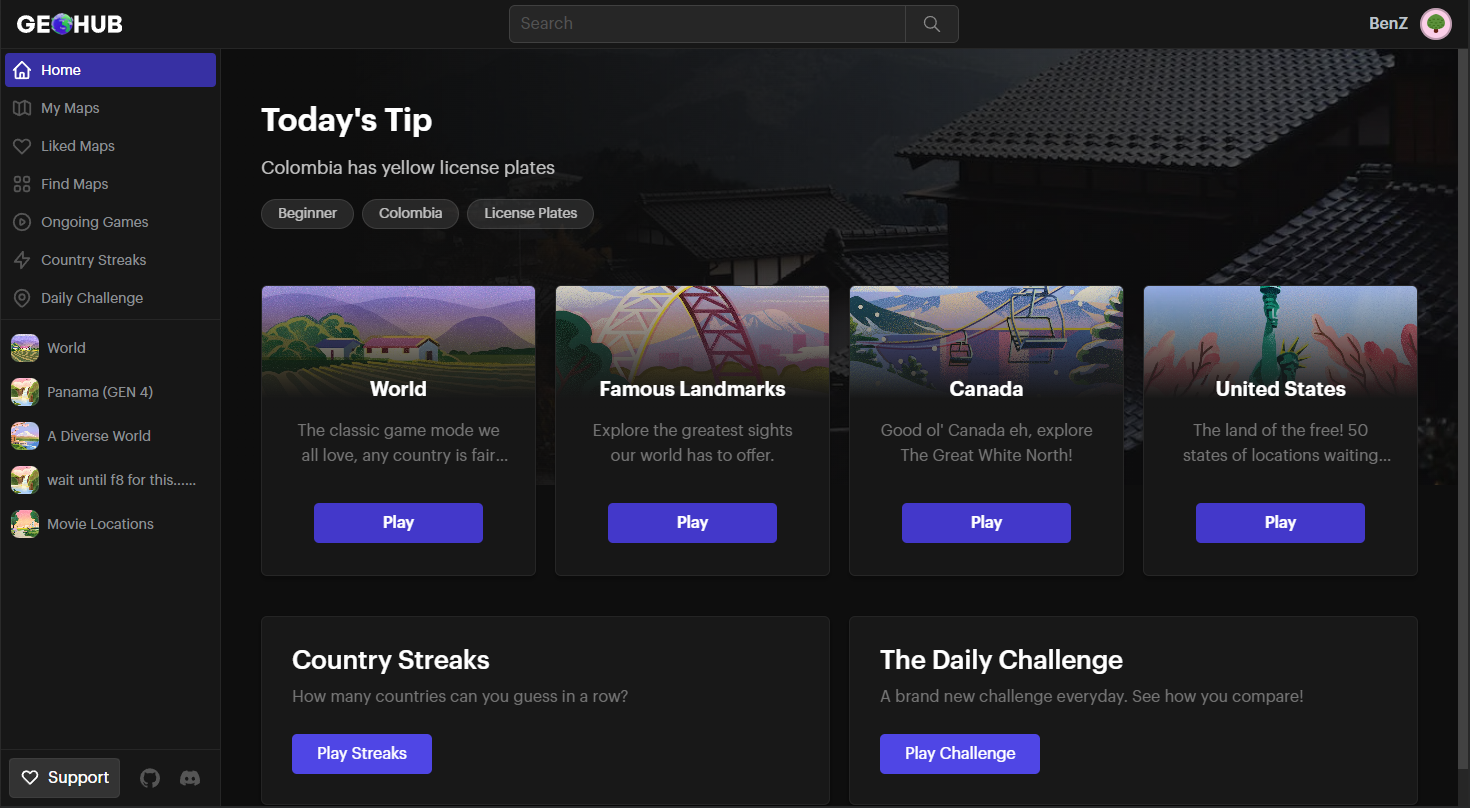 GEOHUB
Search
BenZ
Home
My Maps
Liked Maps
Find Maps
Ongoing Games
Country Streaks
Daily Challenge
World
Panama (GEN 4)
A Diverse World
wait until f8 for this......
Movie Locations
Support
Today's Tip
Colombia has yellow license plates
Beginner
Colombia
License Plates
World
The classic game mode we
all love, any country is fair...
Play
Famous Landmarks
Explore the greatest sights
our world has to offer.
Play
Canada
Good ol' Canada eh, explore
The Great White North!
Play
United States
The land of the free! 50
states of locations waiting...
Play
Country Streaks
How many countries can you guess in a row?
Play Streaks
The Daily Challenge
A brand new challenge everyday. See how you compare!
Play Challenge